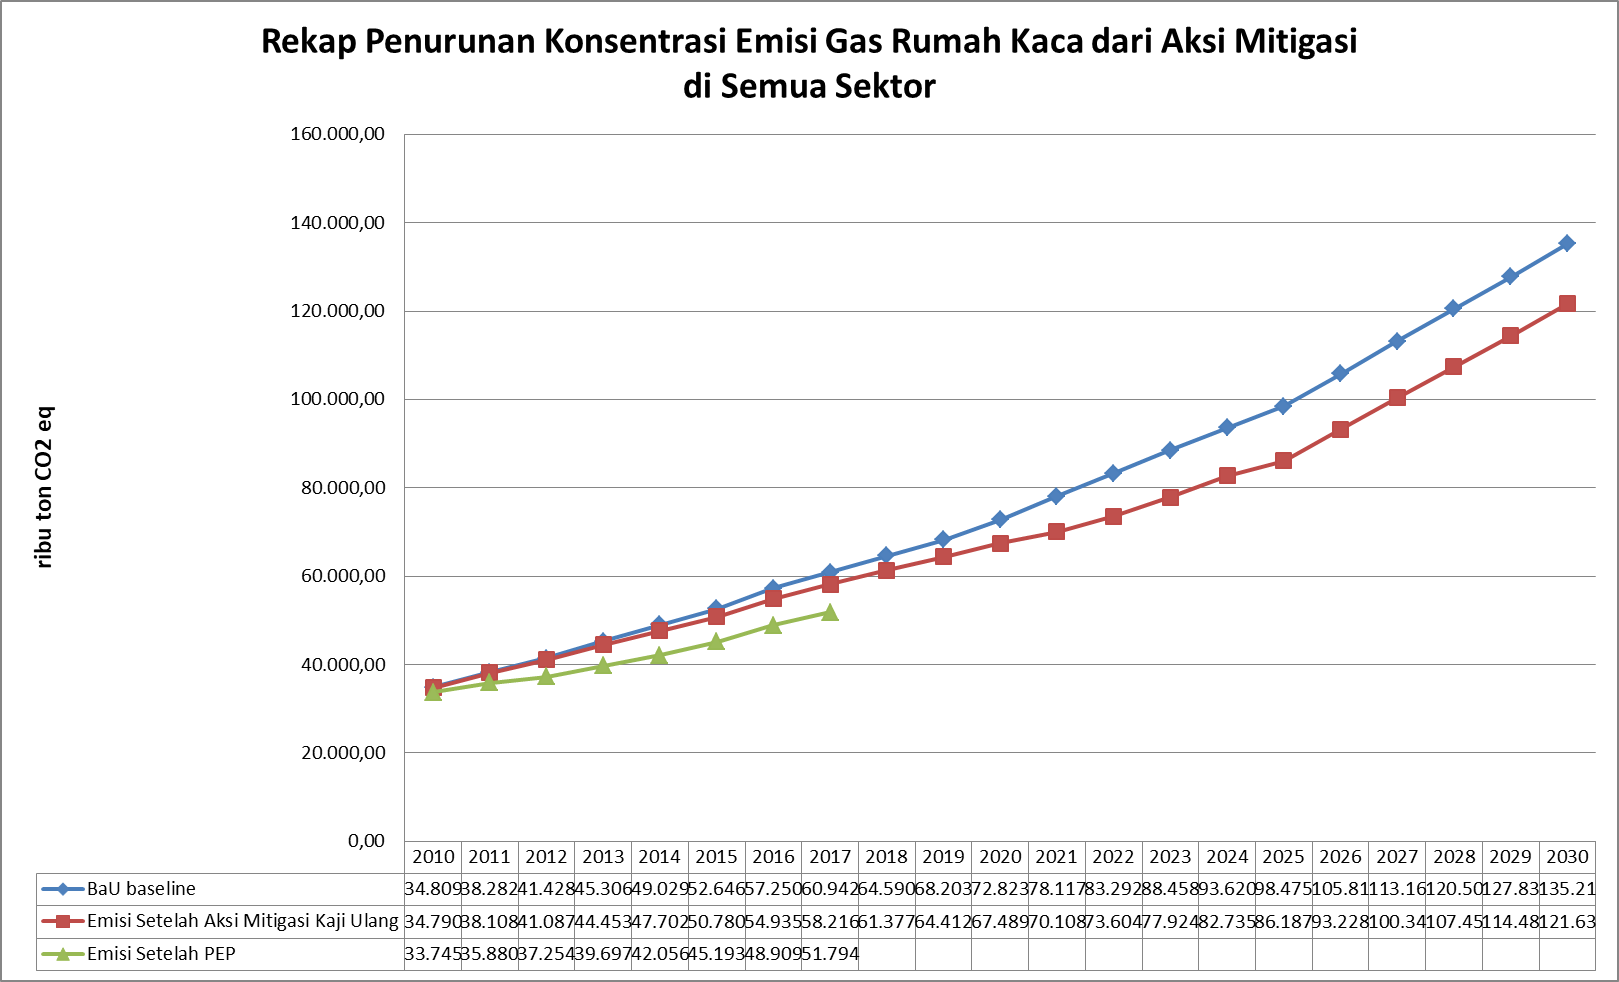 Rekap Penurunan Konsentrasi Emisi Gas Rumah Kaca dari Aksi Mitigasi
di Semua Sektor
160.000,00
140.000,00
120.000,00
100.000,00
80.000,00
60.000,00
40.000,00
20.000,00
0,00
ribu ton CO2 eq
2010 2011 2012 2013 2014 2015 2016 2017 2018 2019 2020 2021 2022 2023 2024 2025 2026 2027 2028 2029 2030
BaU baseline 34.809 38.282 41.428 45.306 49.029 52.646 57.250 60.942 64.590 68.203 72.823 78.117 83.292 88.458 93.620 98.475 105.81 113.16 120.50 127.83 135.21
Emisi Setelah Aksi Mitigasi Kaji Ulang 34.790 38.108 41.087 44.453 47.702 50.780 54.935 58.216 61.377 64.412 67.489 70.108 73.604 77.924 82.735 86.187 93.228 100.34 107.45 114.48 121.63
Emisi Setelah PEP 33.745 35.880 37.254 39.697 42.056 45.193 48.909 51.794